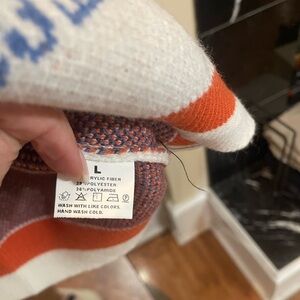 L
RYLIC FIBER
POLYESTER
POLYAMIDE
WASH WITH LIKE COLORS.
HAND WASH COLD.